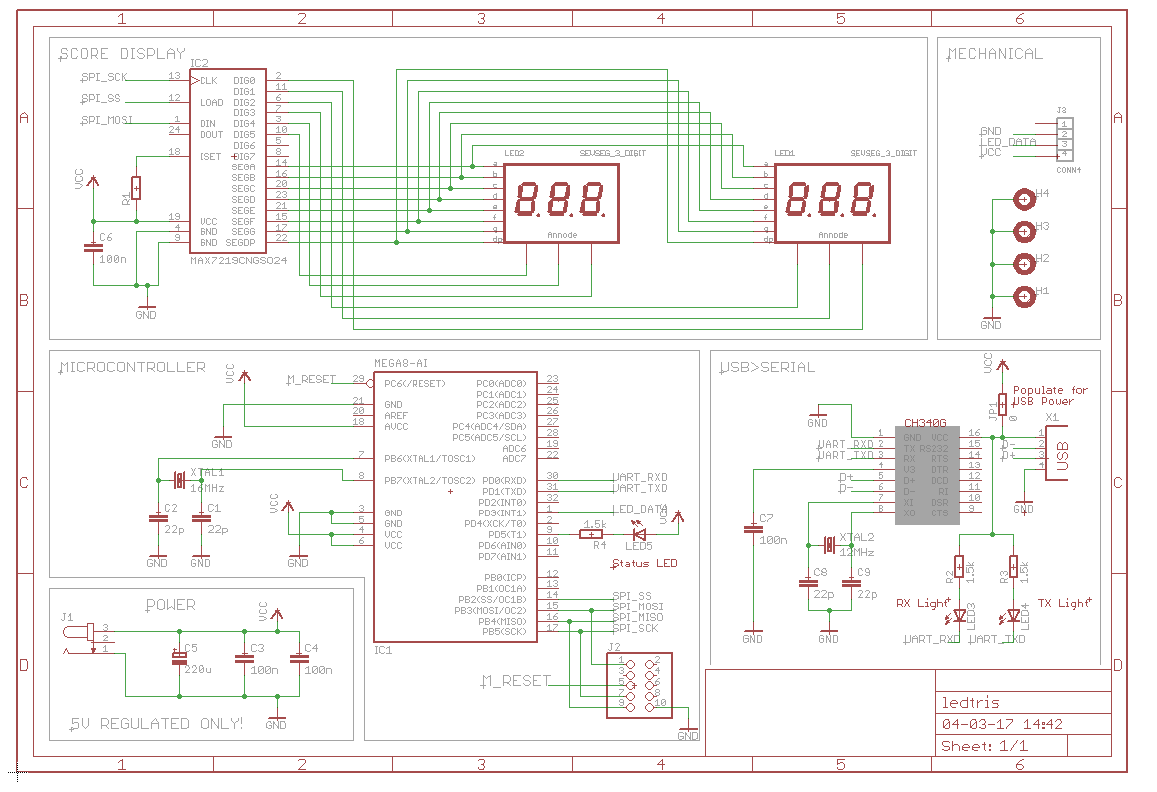 1 2 3 4 5 6
SCORE DISPLAY
MECHANICAL
IC2
SPI_SCK 13 CLK DIG0 2
DIG1 11
SPI_SS 12 LOAD DIG2 6
DIG3 7
SPI_MOSI 1 DIN DIG4 3
24 DOUT DIG5 10
DIG6 5
18 ISET DIG7 8
SEGA 14
SEGB 16
SEGC 20
SEGD 23
SEGE 21
19 VCC SEGF 15
4 BND SEGG 17
9 BND SEGDP 22
MAX7219CNGSO24
VCC
R1
C6
100n
GND
LED2 SEVSEG_3_DIGIT
a
b
c
d
e
f
g
dp
8.8.8.
Annode
LED1 SEVSEG_3_DIGIT
a
b
c
d
e
f
g
dp
8.8.8.
Annode
J3
1
GND 2
LED_DATA 3
VCC 4
CONN4
H4
H3
H2
H1
GND
A A
B B
C C
D D
MICROCONTROLLER
MEGA8-AI
VCC
M_RESET 29 PC6(/RESET) PC0(ADC0) 23
PC1(ADC1) 24
21 GND PC2(ADC2) 25
20 AREF PC3(ADC3) 26
18 AVCC PC4(ADC4/SDA) 27
PC5(ADC5/SCL) 28
ADC6 19
7 PB6(XTAL1/TOSC1) ADC7 22
8 PB7(XTAL2/TOSC2) PD0(RXD) 30 UART_RXD
PD1(TXD) 31 UART_TXD
PD2(INT0) 32
3 GND PD3(INT1) 1 LED_DATA
5 GND PD4(XCK/T0) 2
4 VCC PD5(T1) 9
6 VCC PD6(AIN0) 10
PD7(AIN1) 11
PB0(ICP) 12
PB1(OC1A) 13
PB2(SS/OC1B) 14 SPI_SS
PB3(MOSI/OC2) 15 SPI_MOSI
PB4(MISO) 16 SPI_MISO
PB5(SCK) 17 SPI_SCK
IC1
GND
XTAL1
16MHz
C2
22p
C1
22p
GND
GND
VCC
GND
1.5k
R4
LED5
VCC
Status LED
J2
1 2
3 4
5 6
7 8
9 10
M_RESET
GND
POWER
J1
3
2
1
VCC
C5
220u
C3
100n
C4
100n
GND
5V REGULATED ONLY!
USB>SERIAL
VCC
Populate for
USB Power
JP1
0
X1
USB
1
D- 2
D+ 3
4
GND
GND
CH340G
1 GND VCC 16
UART_RXD 2 TX RS232 15
UART_TXD 3 RX RTS 14
4 V3 DTR 13
D+ 5 D+ DCD 12
D- 6 D- RI 11
7 XI DSR 10
8 XO CTS 9
C7
100n
XTAL2
12MHz
C8
22p
C9
22p
GND
GND
R2
1.5k
R3
1.5k
RX Light
LED3
LED4
TX Light
UART_RXD
UART_TXD
ledtris
04-03-17 14:42
Sheet: 1/1
1 2 3 4 5 6